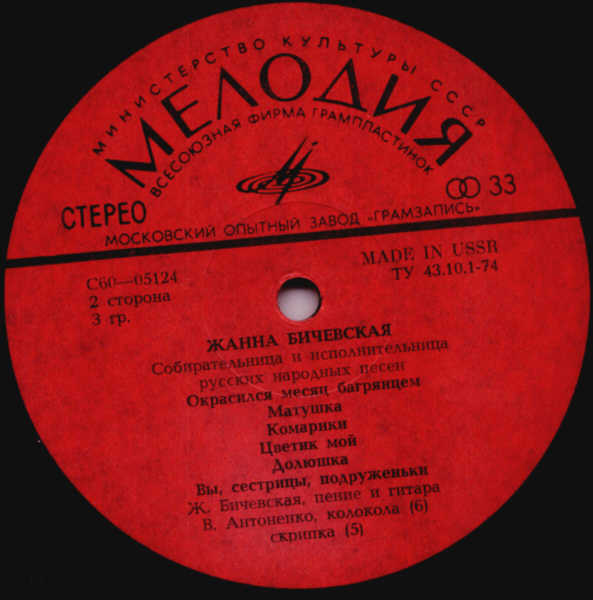 МИНИСТЕРСТВО КУЛЬТУРЫ СССР
МЕЛОДИЯ
ВСЕСОЮЗНАЯ ФИРМА ГРАМПЛАСТИНОК
СТЕРЕО
33
МОСКОВСКИЙ ОПЫТНЫЙ ЗАВОД «ГРАМЗАПИСЬ»
С60—05124
MADE IN USSR
2 сторона
ТУ 43.10.1-74
3 гр.
ЖАННА БИЧЕВСКАЯ
Собирательница и исполнительница
русских народных песен
Окрасился месяц багрянцем
Матушка
Комарики
Цветик мой
Долюшка
Вы, сестрицы, подруженьки
Ж. Бичевская, пение и гитара
В. Антоненко, колокола (6)
скрипка (5)